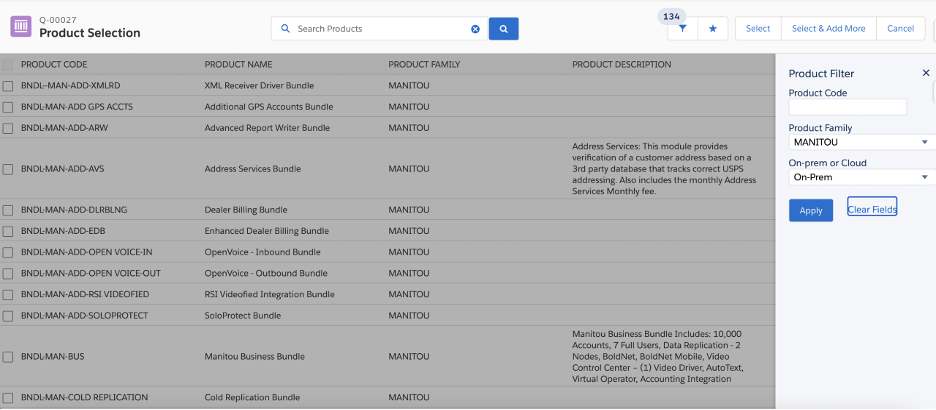 Q-00027
Product Selection
Search Products
134
Select
Select & Add More
Cancel
PRODUCT CODE PRODUCT NAME PRODUCT FAMILY PRODUCT DESCRIPTION
BNDL--MAN-ADD-XMLRD XML Receiver Driver Bundle MANITOU
BNDL-MAN-ADD GPS ACCTS Additional GPS Accounts Bundle MANITOU
BNDL-MAN-ADD-ARW Advanced Report Writer Bundle MANITOU
BNDL-MAN-ADD-AVS Address Services Bundle MANITOU
Address Services: This module provides
verification of a customer address based on a
3rd party database that tracks correct USPS
addressing. Also includes the monthly Address
Services Monthly fee.
BNDL-MAN-ADD-DLRBLNG Dealer Billing Bundle MANITOU
BNDL-MAN-ADD-EDB Enhanced Dealer Billing Bundle MANITOU
BNDL-MAN-ADD-OPEN VOICE-IN OpenVoice - Inbound Bundle MANITOU
BNDL-MAN-ADD-OPEN VOICE-OUT OpenVoice - Outbound Bundle MANITOU
BNDL-MAN-ADD-RSI VIDEOFIED RSI Videofied Integration Bundle MANITOU
BNDL-MAN-ADD-SOLOPROTECT SoloProtect Bundle MANITOU
BNDL-MAN-BUS Manitou Business Bundle MANITOU
Manitou Business Bundle Includes: 10,000
Accounts, 7 Full Users, Data Replication - 2
Nodes, BoldNet, BoldNet Mobile, Video
Control Center – (1) Video Driver, AutoText,
Virtual Operator, Accounting Integration
BNDL-MAN-COLD REPLICATION Cold Replication Bundle MANITOU
Product Filter
Product Code
Product Family
MANITOU
On-prem or Cloud
On-Prem
Apply
Clear Fields